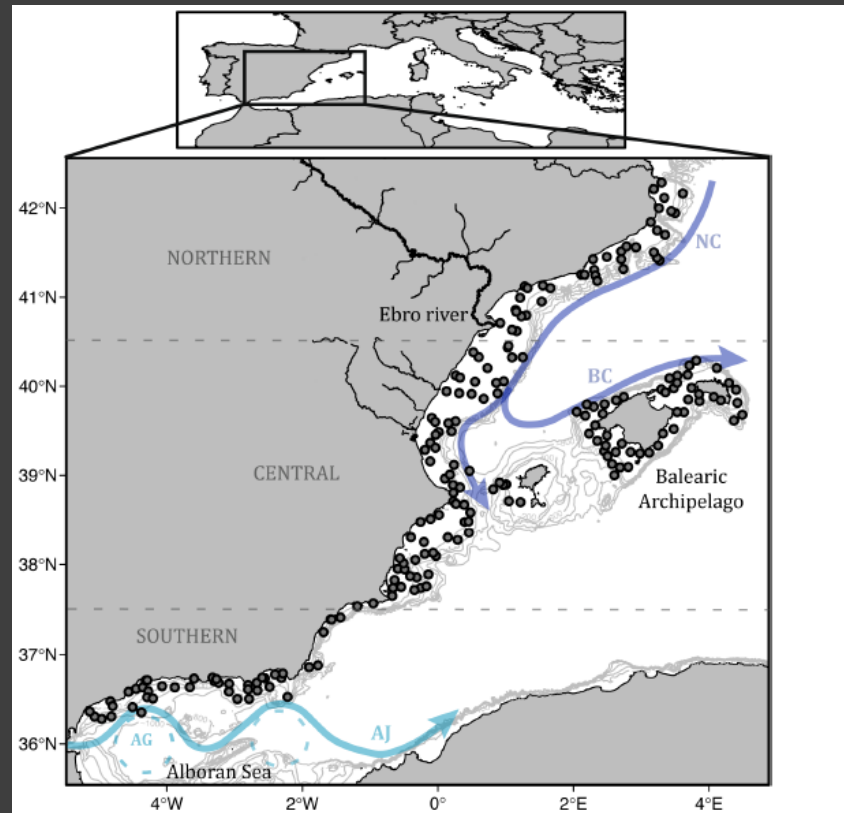 42°N
NC
NORTHERN
41°N
Ebro river
40°N
BC
39°N
CENTRAL
Balearic
Archipelago
38°N
37°N
SOUTHERN
AJ
AG
36°N
Alboran Sea
4°W
2°W
0°
2°E
4°E